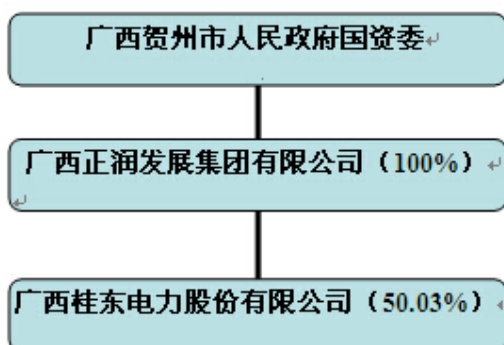 广西贺州市人民政府国资委
广西正润发展集团有限公司（100%）
广西桂东电力股份有限公司（50.03%）